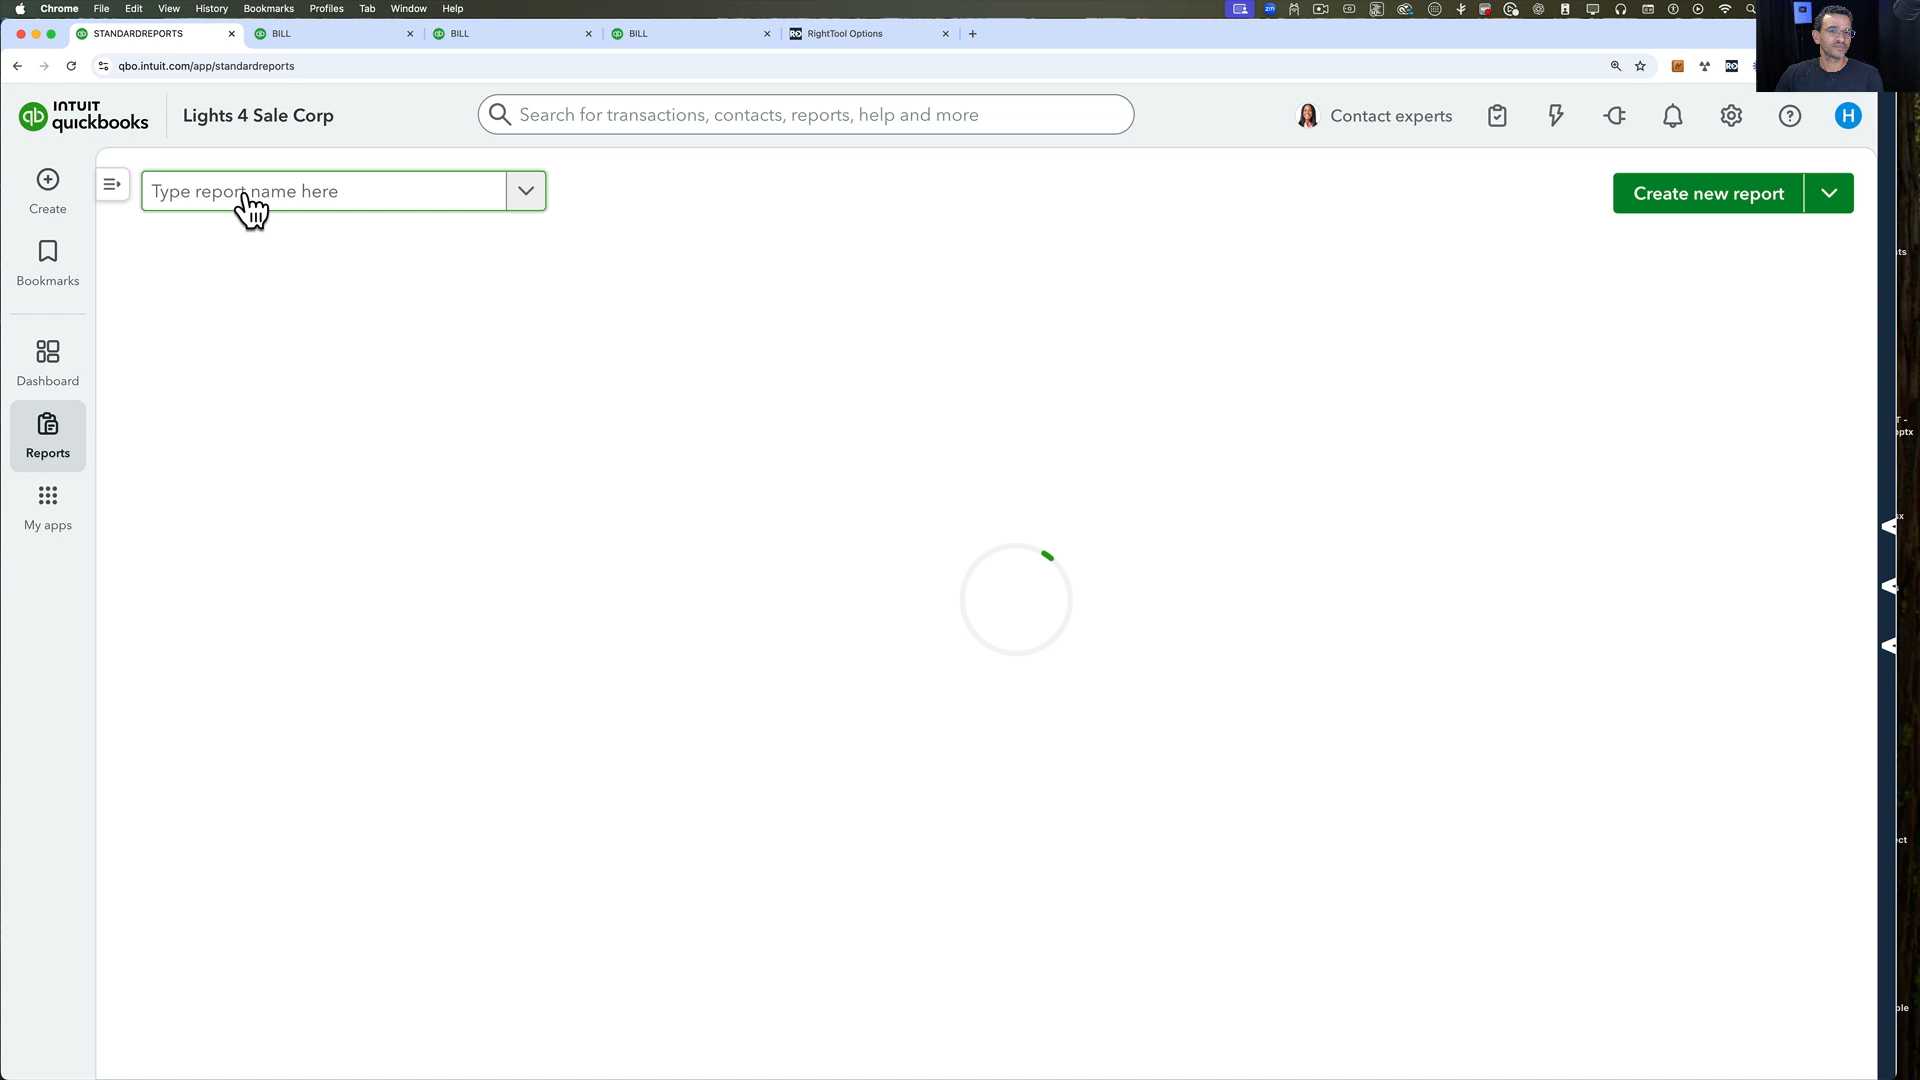 Chrome File Edit View History Bookmarks Profiles Tab Window Help
STANDARDREPORTS
BILL
BILL
BILL
RightTool Options
qbo.intuit.com/app/standardreports
INTUIT
quickbooks
Lights 4 Sale Corp
Search for transactions, contacts, reports, help and more
Contact experts
H
Create
Type report name here
Create new report
Bookmarks
Dashboard
Reports
My apps